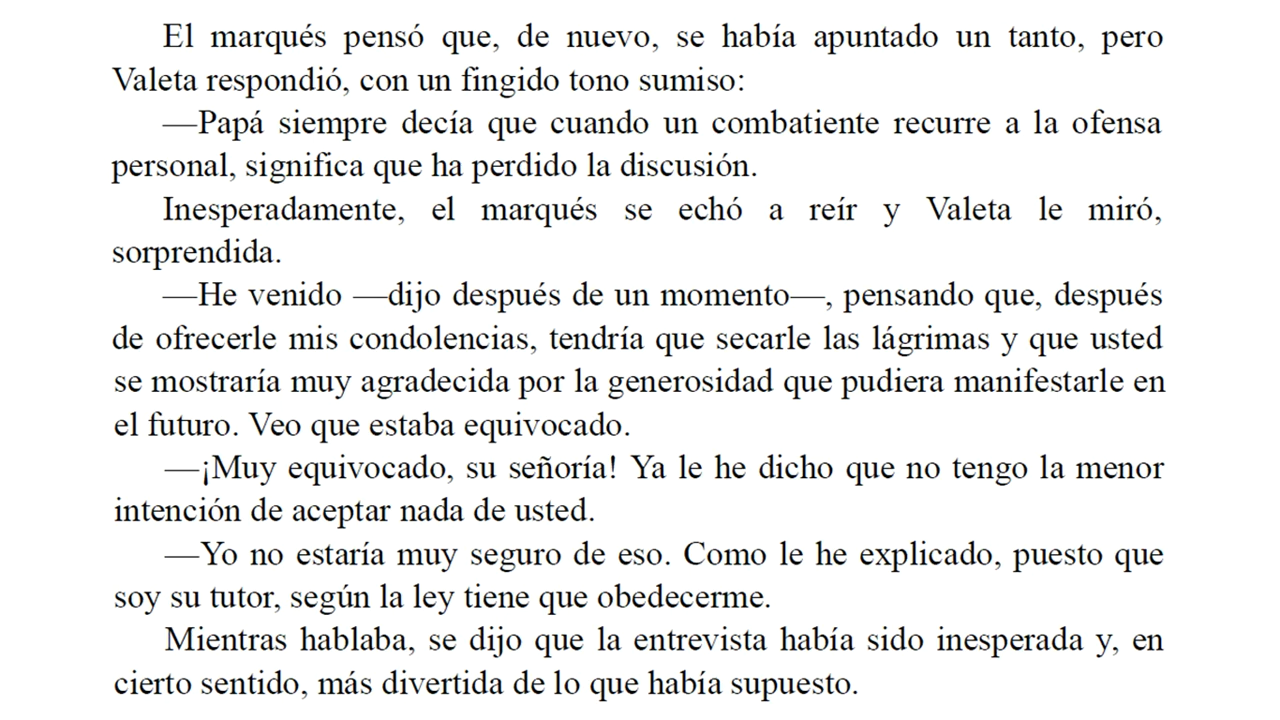 El marqués pensó que, de nuevo, se había apuntado un tanto, pero
Valeta respondió, con un fingido tono sumiso:
—Papá siempre decía que cuando un combatiente recurre a la ofensa
personal, significa que ha perdido la discusión.
Inesperadamente, el marqués se echó a reír y Valeta le miró,
sorprendida.
—He venido —dijo después de un momento—, pensando que, después
de ofrecerle mis condolencias, tendría que secarle las lágrimas y que usted
se mostraría muy agradecida por la generosidad que pudiera manifestarle en
el futuro. Veo que estaba equivocado.
—¡Muy equivocado, su señoría! Ya le he dicho que no tengo la menor
intención de aceptar nada de usted.
—Yo no estaría muy seguro de eso. Como le he explicado, puesto que
soy su tutor, según la ley tiene que obedecerme.
Mientras hablaba, se dijo que la entrevista había sido inesperada y, en
cierto sentido, más divertida de lo que había supuesto.